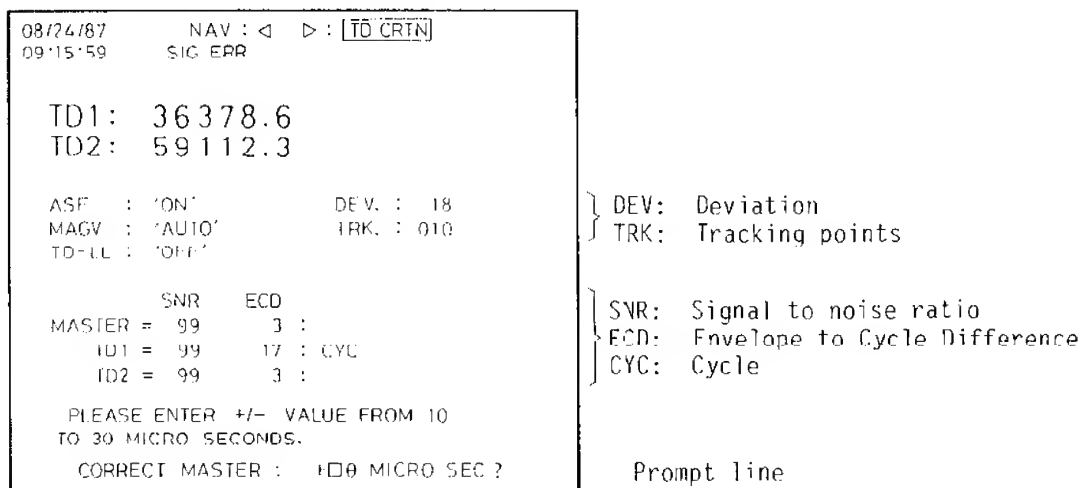 08/24/87 NAV : ◁ ▷ : TD CRTN
09:15:59 SIG ERR
TD1: 36378.6
TD2: 59112.3
ASF : 'ON' DEV. : 18
MAGV : 'AUTO' TRK. : 010
TD-LL : 'OFF'
DEV: Deviation
TRK: Tracking points
SNR ECD
MASTER = 99 3 :
TD1 = 99 17 : CYC
TD2 = 99 3 :
SNR: Signal to noise ratio
ECD: Envelope to Cycle Difference
CYC: Cycle
PLEASE ENTER +/- VALUE FROM 10
TO 30 MICRO SECONDS.
CORRECT MASTER : MICRO SEC ?
Prompt line